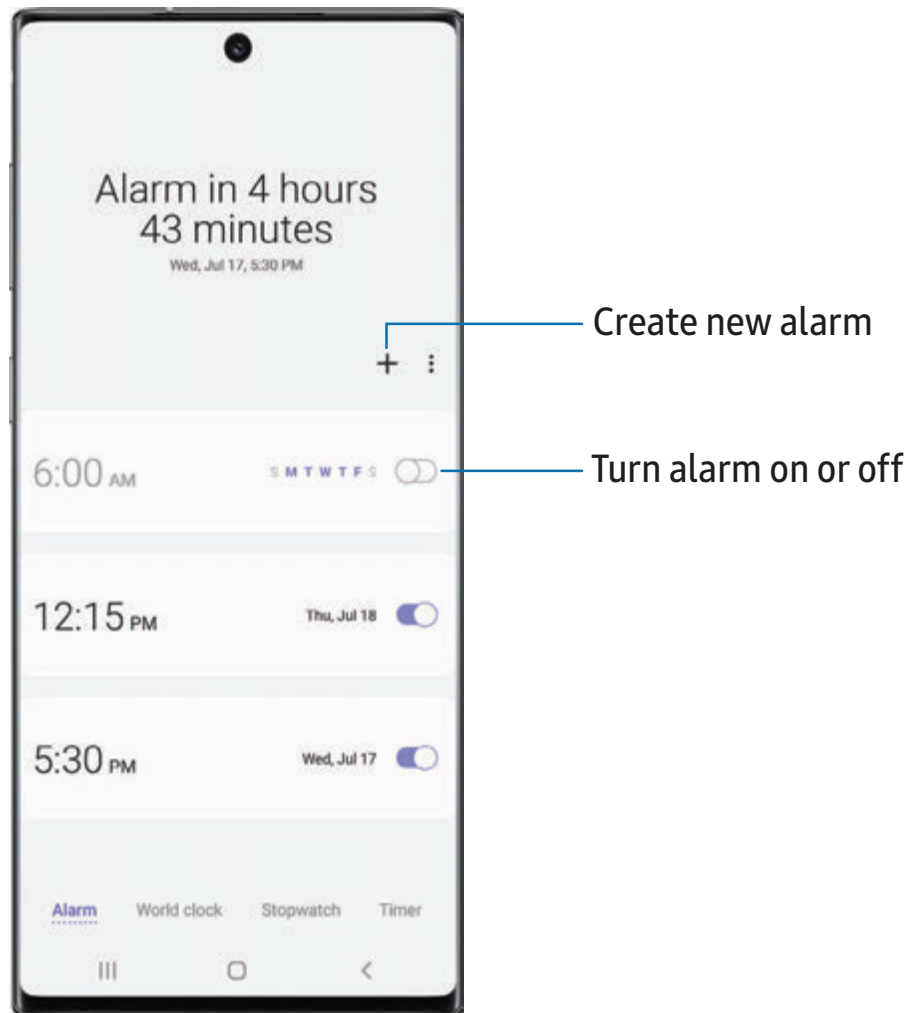 Alarm in 4 hours
43 minutes
Wed, Jul 17, 5:30 PM
Create new alarm
6:00 AM S M T W T F S
Turn alarm on or off
12:15 PM Thu, Jul 18
5:30 PM Wed, Jul 17
Alarm World clock Stopwatch Timer